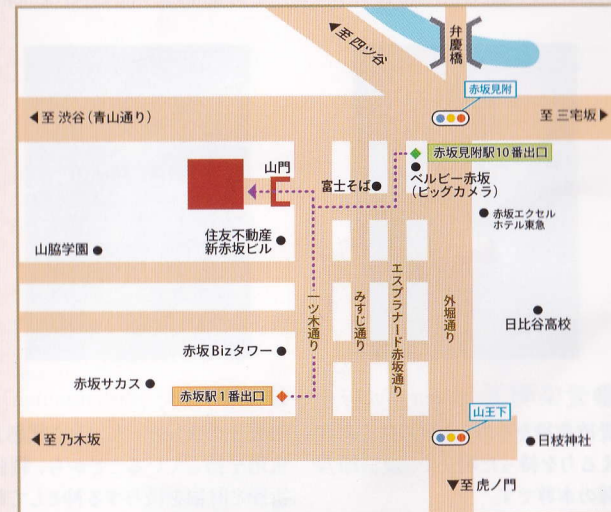 弁慶橋
◀至 四ツ谷
赤坂見附
◀至 渋谷(青山通り)
至 三宅坂▶
赤坂見附駅10番出口
山門
ベルビー赤坂
(ビックカメラ)
富士そば
赤坂エクセル
ホテル東急
住友不動産
新赤坂ビル
山脇学園
一ツ木通り
みすじ通り
エスプラナード赤坂通り
外堀通り
日比谷高校
赤坂Bizタワー
赤坂サカス
赤坂駅1番出口
山王下
◀至 乃木坂
日枝神社
▼至 虎ノ門